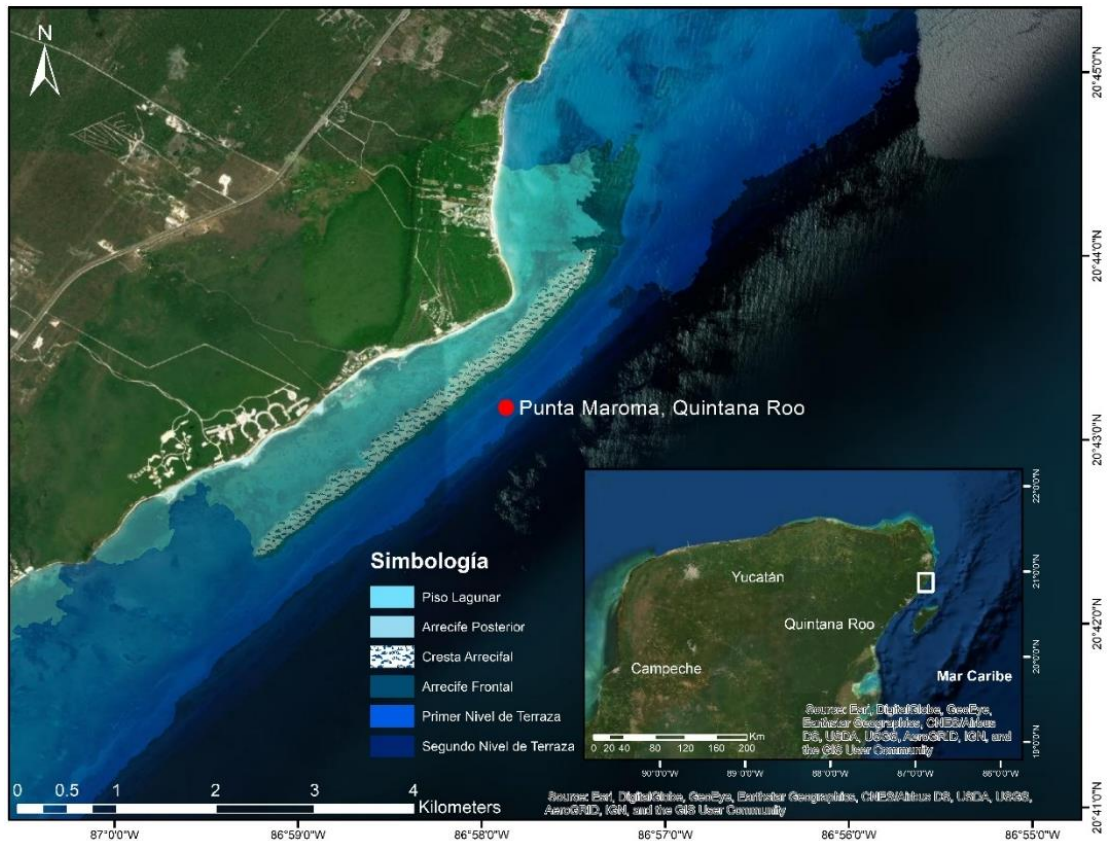 N
20°45'0"N
20°44'0"N
20°43'0"N
20°42'0"N
20°41'0"N
Punta Maroma, Quintana Roo
Simbología
Piso Lagunar
Arrecife Posterior
Cresta Arrecifal
Arrecife Frontal
Primer Nivel de Terraza
Segundo Nivel de Terraza
0 0.5 1 2 3 4
Kilometers
Yucatán
Quintana Roo
Campeche
Mar Caribe
Source: Esri, DigitalGlobe, GeoEye,
Earthstar Geographics, CNES/Airbus
DS, USDA, USGS, AeroGRID, IGN, and
the GIS User Community
Km
0 20 40 80 120 160 200
22°0'0"N
21°0'0"N
20°0'0"N
19°0'0"N
90°0'0"W 89°0'0"W 88°0'0"W 87°0'0"W 86°0'0"W
Source: Esri, DigitalGlobe, GeoEye, Earthstar Geographics, CNES/Airbus DS, USDA, USGS,
AeroGRID, IGN, and the GIS User Community
87°0'0"W 86°59'0"W 86°58'0"W 86°57'0"W 86°56'0"W 86°55'0"W